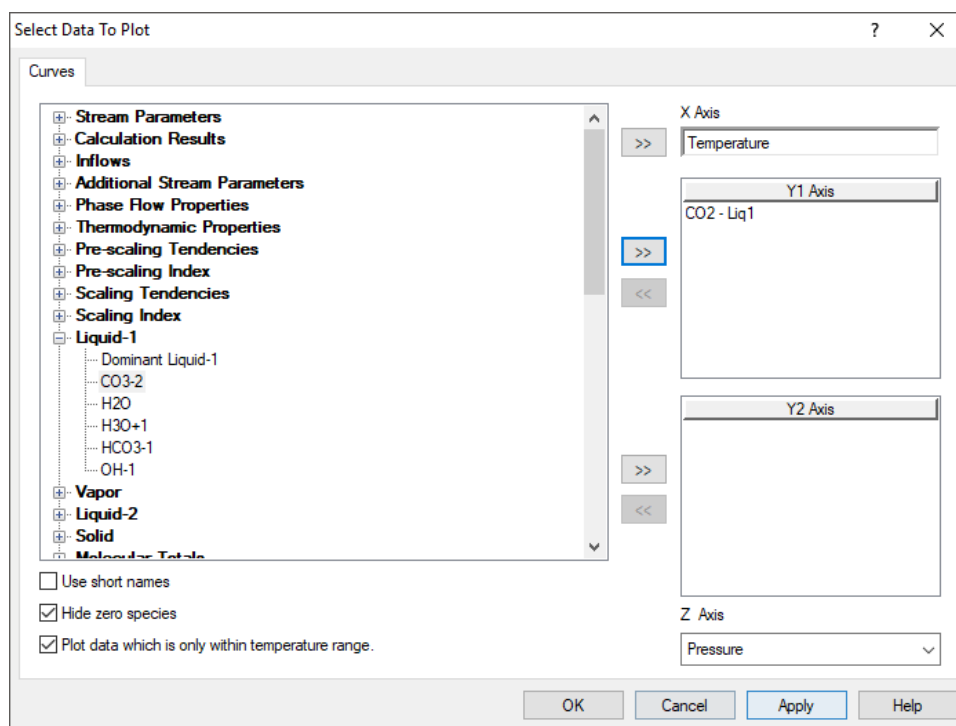 Select Data To Plot
?
Curves
Stream Parameters
Calculation Results
Inflows
Additional Stream Parameters
Phase Flow Properties
Thermodynamic Properties
Pre-scaling Tendencies
Pre-scaling Index
Scaling Tendencies
Scaling Index
Liquid-1
Dominant Liquid-1
CO3-2
H2O
H3O+1
HCO3-1
OH-1
Vapor
Liquid-2
Solid
Molecular Totals
Use short names
Hide zero species
Plot data which is only within temperature range.
>>
X Axis
Temperature
Y1 Axis
CO2 - Liq1
>>
<<
Y2 Axis
>>
<<
Z Axis
Pressure
OK
Cancel
Apply
Help